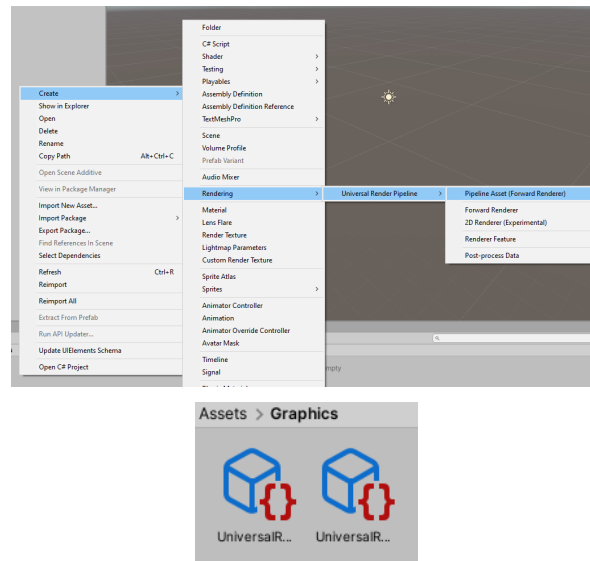 Create
Show in Explorer
Open
Delete
Rename
Copy Path Alt+Ctrl+C
Open Scene Additive
View in Package Manager
Import New Asset...
Import Package
Export Package...
Find References In Scene
Select Dependencies
Refresh Ctrl+R
Reimport
Reimport All
Extract From Prefab
Run API Updater...
Update UIElements Schema
Open C# Project
Folder
C# Script
Shader
Testing
Playables
Assembly Definition
Assembly Definition Reference
TextMeshPro
Scene
Volume Profile
Prefab Variant
Audio Mixer
Rendering
Material
Lens Flare
Render Texture
Lightmap Parameters
Custom Render Texture
Sprite Atlas
Sprites
Animator Controller
Animation
Animator Override Controller
Avatar Mask
Timeline
Signal
Universal Render Pipeline
Pipeline Asset (Forward Renderer)
Forward Renderer
2D Renderer (Experimental)
Renderer Feature
Post-process Data
Assets > Graphics
UniversalR... UniversalR...